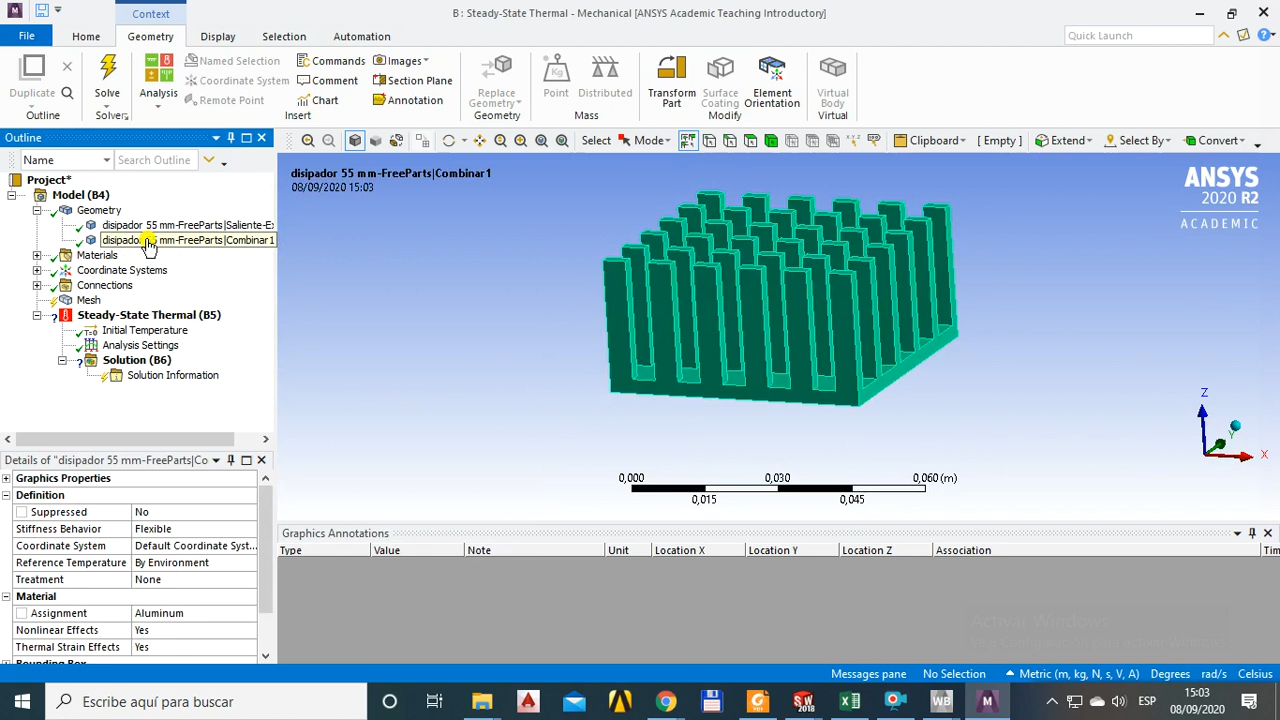 Context
B : Steady-State Thermal - Mechanical [ANSYS Academic Teaching Introductory]
File
Home
Geometry
Display
Selection
Automation
Quick Launch
Duplicate
Outline
Solve
Solver
Analysis
Named Selection
Coordinate System
Remote Point
Commands
Comment
Chart
Images
Section Plane
Annotation
Insert
Replace
Geometry
Geometry
Point
Distributed
Mass
Transform
Part
Surface
Coating
Element
Orientation
Modify
Virtual
Body
Virtual
Outline
Select
Mode
Clipboard
[ Empty ]
Extend
Select By
Convert
Name
Search Outline
Project*
Model (B4)
Geometry
disipador 55 mm-FreeParts|Saliente-Ex
disipador 55 mm-FreeParts|Combinar1
Materials
Coordinate Systems
Connections
Mesh
Steady-State Thermal (B5)
Initial Temperature
Analysis Settings
Solution (B6)
Solution Information
disipador 55 mm-FreeParts|Combinar1
08/09/2020 15:03
ANSYS
2020 R2
ACADEMIC
Z
Y
X
0,000
0,030
0,060 (m)
0,015
0,045
Details of "disipador 55 mm-FreeParts|Co
Graphics Properties
Definition
Suppressed No
Stiffness Behavior Flexible
Coordinate System Default Coordinate Syst...
Reference Temperature By Environment
Treatment None
Material
Assignment Aluminum
Nonlinear Effects Yes
Thermal Strain Effects Yes
Bounding Box
Graphics Annotations
Type Value Note Unit Location X Location Y Location Z Association Tim
Activar Windows
Messages pane
No Selection
Metric (m, kg, N, s, V, A) Degrees rad/s Celsius
Escribe aquí para buscar
ESP
15:03
08/09/2020